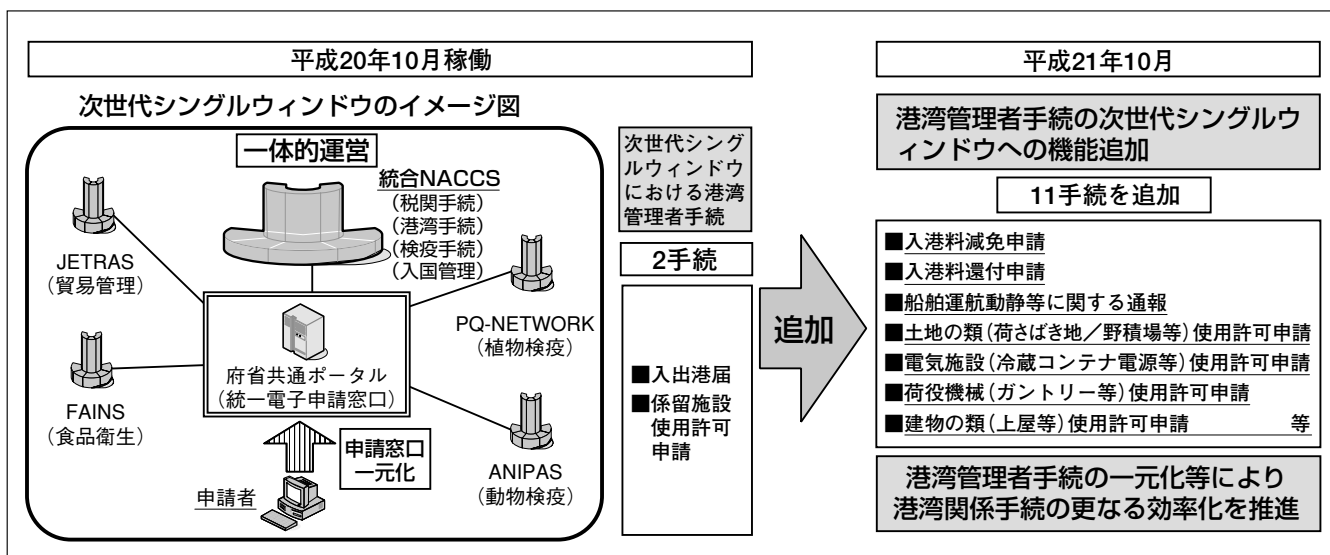 平成20年10月稼働
次世代シングルウィンドウのイメージ図
一体的運営
統合NACCS
(税関手続)
(港湾手続)
(検疫手続)
(入国管理)
JETRAS
(貿易管理)
PQ-NETWORK
(植物検疫)
府省共通ポータル
(統一電子申請窓口)
FAINS
(食品衛生)
ANIPAS
(動物検疫)
申請窓口
一元化
申請者
次世代シング
ルウィンドウ
における港湾
管理者手続
2手続
■入出港届
■係留施設
使用許可
申請
追加
平成21年10月
港湾管理者手続の次世代シングルウ
ィンドウへの機能追加
11手続を追加
■入港料減免申請
■入港料還付申請
■船舶運航動静等に関する通報
■土地の類(荷さばき地/野積場等)使用許可申請
■電気施設(冷蔵コンテナ電源等)使用許可申請
■荷役機械(ガントリー等)使用許可申請
■建物の類(上屋等)使用許可申請 等
港湾管理者手続の一元化等により
港湾関係手続の更なる効率化を推進